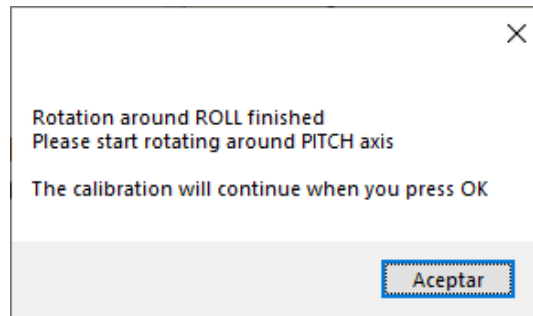 Rotation around ROLL finished
Please start rotating around PITCH axis
The calibration will continue when you press OK
Aceptar